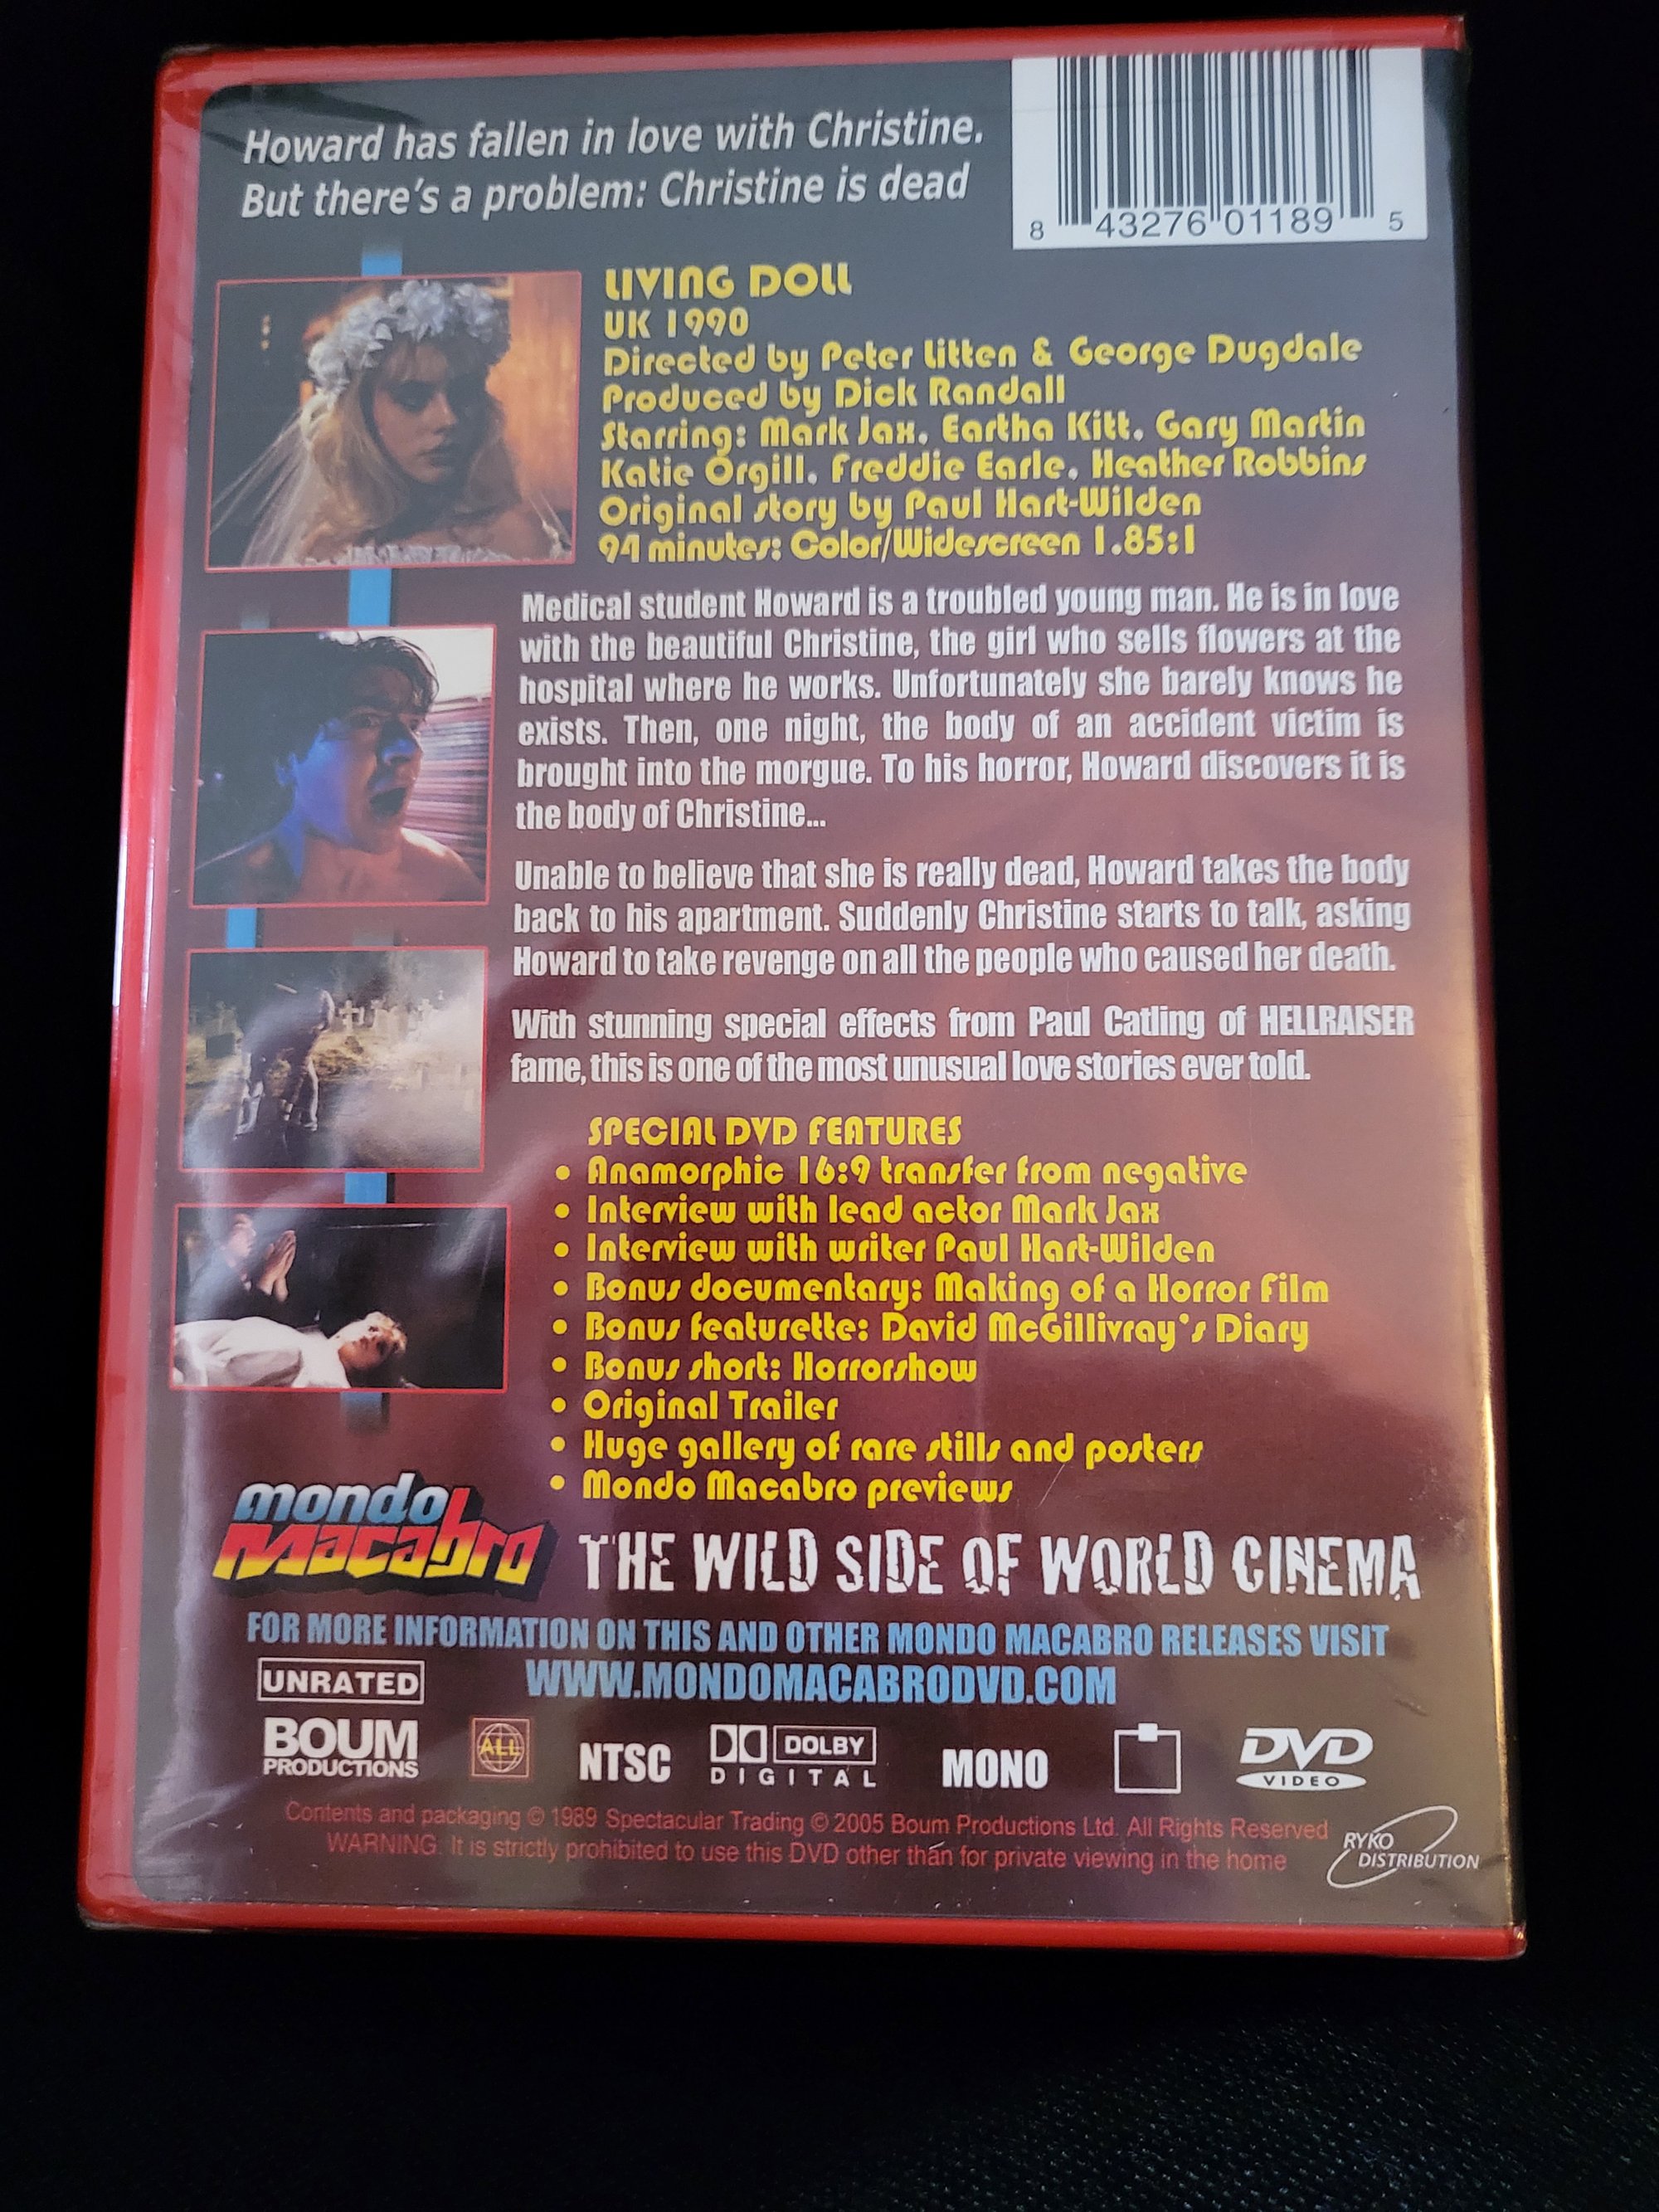 Howard has fallen in love with Christine.
But there's a problem: Christine is dead
8 43276 01189 5
LIVING DOLL
UK 1990
Directed by Peter Litten & George Dugdale
Produced by Dick Randall
Starring: Mark Jax, Eartha Kitt, Gary Martin
Katie Orgill, Freddie Earle, Heather Robbins
Original story by Paul Hart-Wilden
94 minutes: Color/Widescreen 1.85:1
Medical student Howard is a troubled young man. He is in love
with the beautiful Christine, the girl who sells flowers at the
hospital where he works. Unfortunately she barely knows he
exists. Then, one night, the body of an accident victim is
brought into the morgue. To his horror, Howard discovers it is
the body of Christine...
Unable to believe that she is really dead, Howard takes the body
back to his apartment. Suddenly Christine starts to talk, asking
Howard to take revenge on all the people who caused her death.
With stunning special effects from Paul Catling of HELLRAISER
fame, this is one of the most unusual love stories ever told.
SPECIAL DVD FEATURES
• Anamorphic 16:9 transfer from negative
• Interview with lead actor Mark Jax
• Interview with writer Paul Hart-Wilden
• Bonus documentary: Making of a Horror Film
• Bonus featurette: David McGillivray's Diary
• Bonus short: Horrorshow
• Original Trailer
• Huge gallery of rare stills and posters
• Mondo Macabro previews
mondo
macabro
THE WILD SIDE OF WORLD CINEMA
FOR MORE INFORMATION ON THIS AND OTHER MONDO MACABRO RELEASES VISIT
WWW.MONDOMACABRODVD.COM
UNRATED
BOUM
PRODUCTIONS
ALL
NTSC
DOLBY
DIGITAL
MONO
DVD
VIDEO
Contents and packaging © 1989 Spectacular Trading © 2005 Boum Productions Ltd. All Rights Reserved
WARNING. It is strictly prohibited to use this DVD other than for private viewing in the home
RYKO
DISTRIBUTION